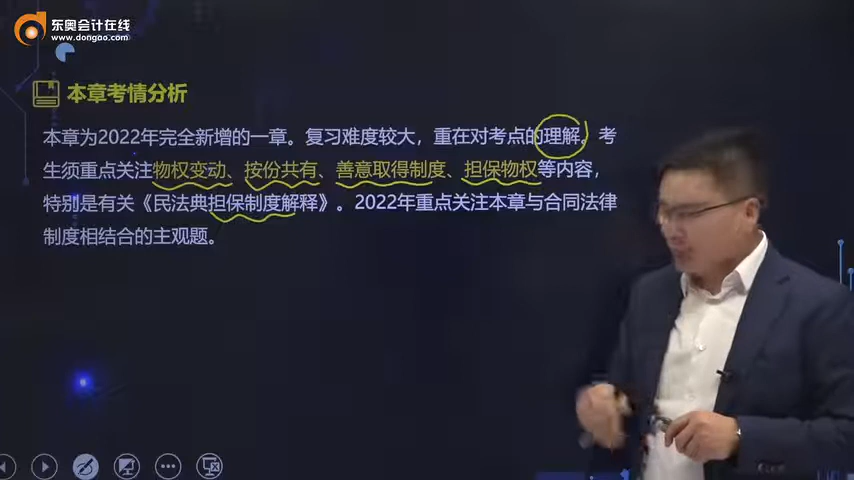 东奥会计在线
www.dongao.com
本章考情分析
本章为2022年完全新增的一章。复习难度较大，重在对考点的理解。考
生须重点关注物权变动、按份共有、善意取得制度、担保物权等内容，
特别是有关《民法典担保制度解释》。2022年重点关注本章与合同法律
制度相结合的主观题。